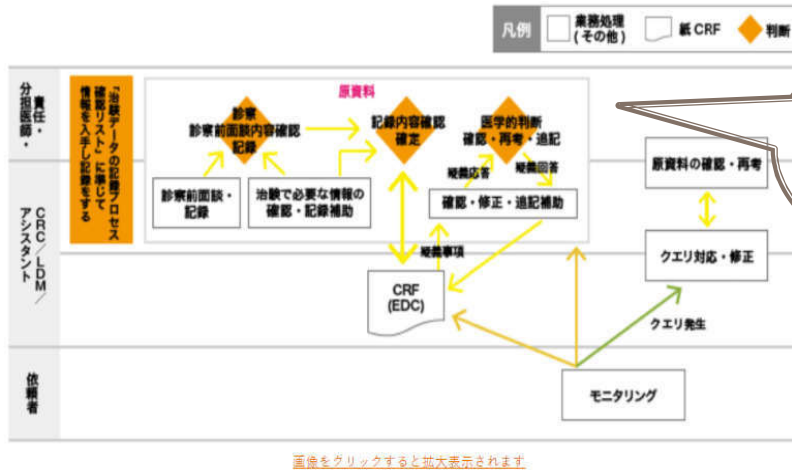 凡例
業務処理
(その他)
紙CRF
判断
責任・
分担医師・
CRC／LDM／
アシスタント
依頼者
「治験データの記録プロセス
確認リスト」に準じて
情報を入手し記録をする
原資料
診察
診察前面談内容確認
記録
記録内容確認
確定
医学的判断
確認・再考・追記
疑義応答
疑義回答
診察前面談・
記録
治験で必要な情報の
確認・記録補助
確認・修正・追記補助
疑義事項
CRF
(EDC)
原資料の確認・再考
クエリ対応・修正
クエリ発生
モニタリング
画像をクリックすると拡大表示されます